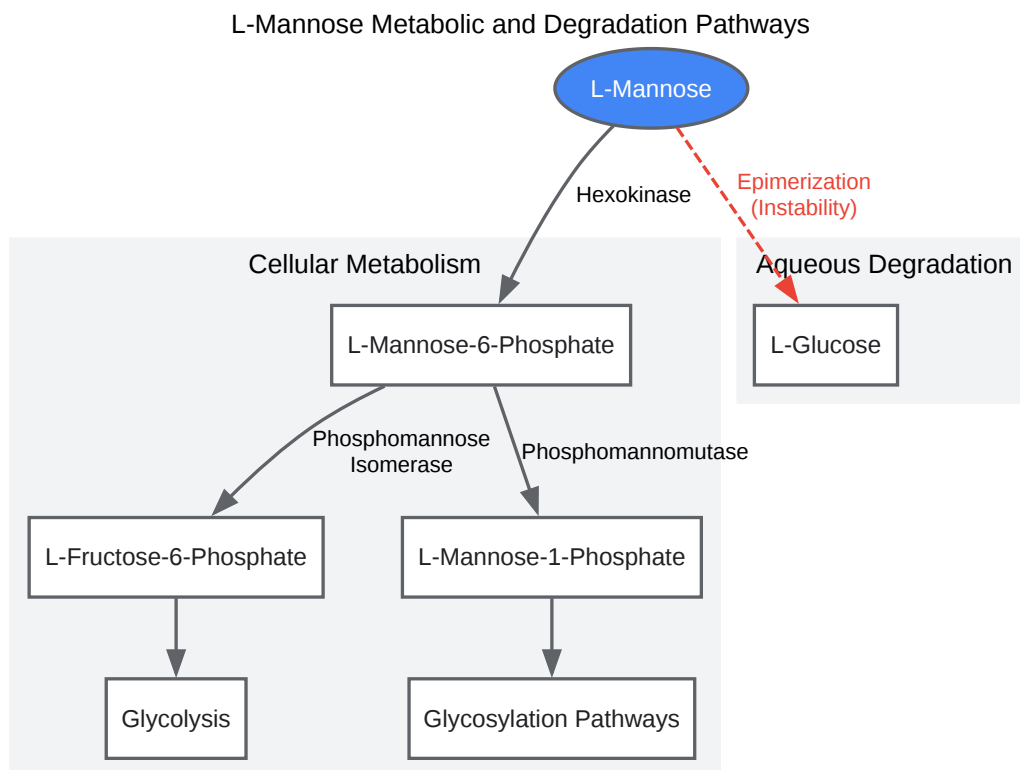 L-Mannose Metabolic and Degradation Pathways
L-Mannose
Hexokinase
Epimerization
(Instability)
Cellular Metabolism
Aqueous Degradation
L-Mannose-6-Phosphate
L-Glucose
Phosphomannose
Isomerase
Phosphomannomutase
L-Fructose-6-Phosphate
L-Mannose-1-Phosphate
Glycolysis
Glycosylation Pathways